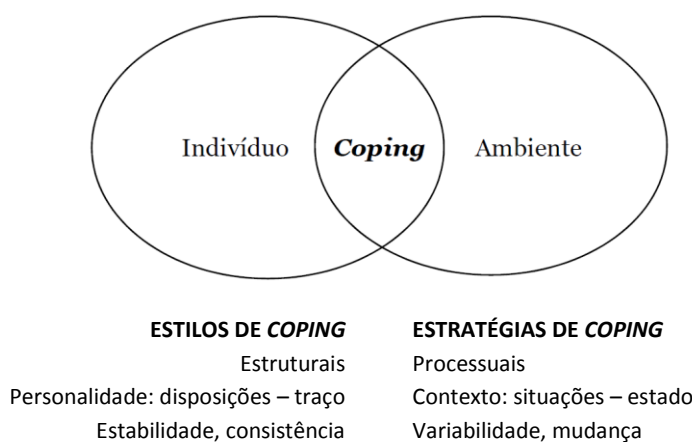 Indivíduo Coping Ambiente
ESTILOS DE COPING
Estruturais
Personalidade: disposições – traço
Estabilidade, consistência
ESTRATÉGIAS DE COPING
Processuais
Contexto: situações – estado
Variabilidade, mudança